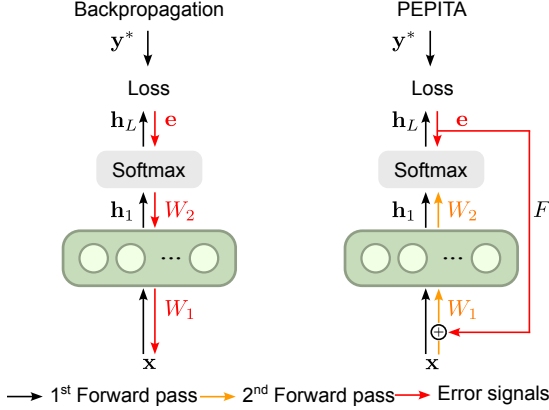 Backpropagation
y*
Loss
h_L e
Softmax
h_1 W_2
...
W_1
x
PEPITA
y*
Loss
h_L e
Softmax
h_1 W_2 F
...
W_1
+
x
1st Forward pass 2nd Forward pass Error signals